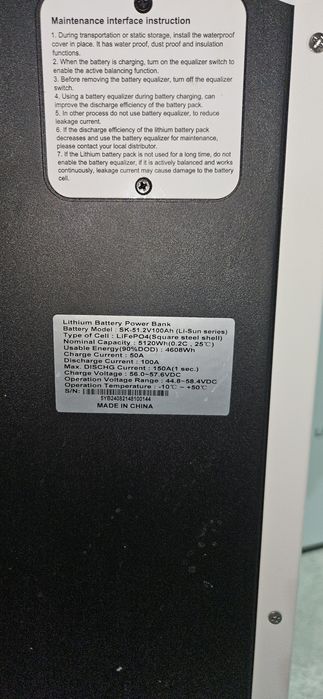 Maintenance interface instruction
1. During transportation or static storage, install the waterproof
cover in place. It has water proof, dust proof and insulation
functions.
2. When the battery is charging, turn on the equalizer switch to
enable the active balancing function.
3. Before removing the battery equalizer, turn off the equalizer
switch.
4. Using a battery equalizer during battery charging, can
improve the discharge efficiency of the battery pack.
5. In other process do not use battery equalizer, to reduce
leakage current.
6. If the discharge efficiency of the lithium battery pack
decreases and use the battery equalizer for maintenance,
please contact your local distributor.
7. If the Lithium battery pack is not used for a long time, do not
enable the battery equalizer, if it is actively balanced and works
continuously, leakage current may cause damage to the battery
cell.
Lithium Battery Power Bank
Battery Model : SK-51.2V100Ah (Li-Sun series)
Type of Cell : LiFePO4(Square steel shell)
Nominal Capacity : 5120Wh(0.2C , 25°C)
Usable Energy(90%DOD) : 4608Wh
Charge Current : 50A
Discharge Current : 100A
Max. DISCHG Current : 150A(1 sec.)
Charge Voltage : 56.0~57.6VDC
Operation Voltage Range : 44.8~58.4VDC
Operation Temperature : -10°C ~ +50°C
S/N:
SYB24082148100144
MADE IN CHINA